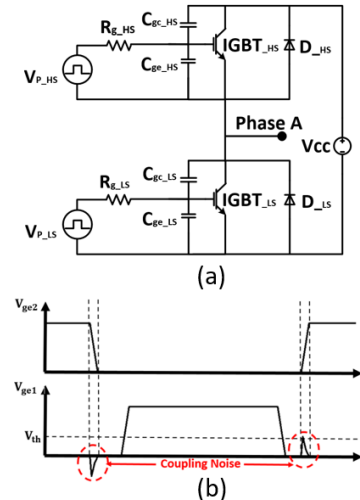 C_gc_HS
R_g_HS
IGBT_HS
D_HS
C_ge_HS
V_P_HS
Phase A
Vcc
C_gc_LS
R_g_LS
IGBT_LS
D_LS
C_ge_LS
V_P_LS
(a)
V_ge2
V_ge1
V_th
Coupling Noise
(b)